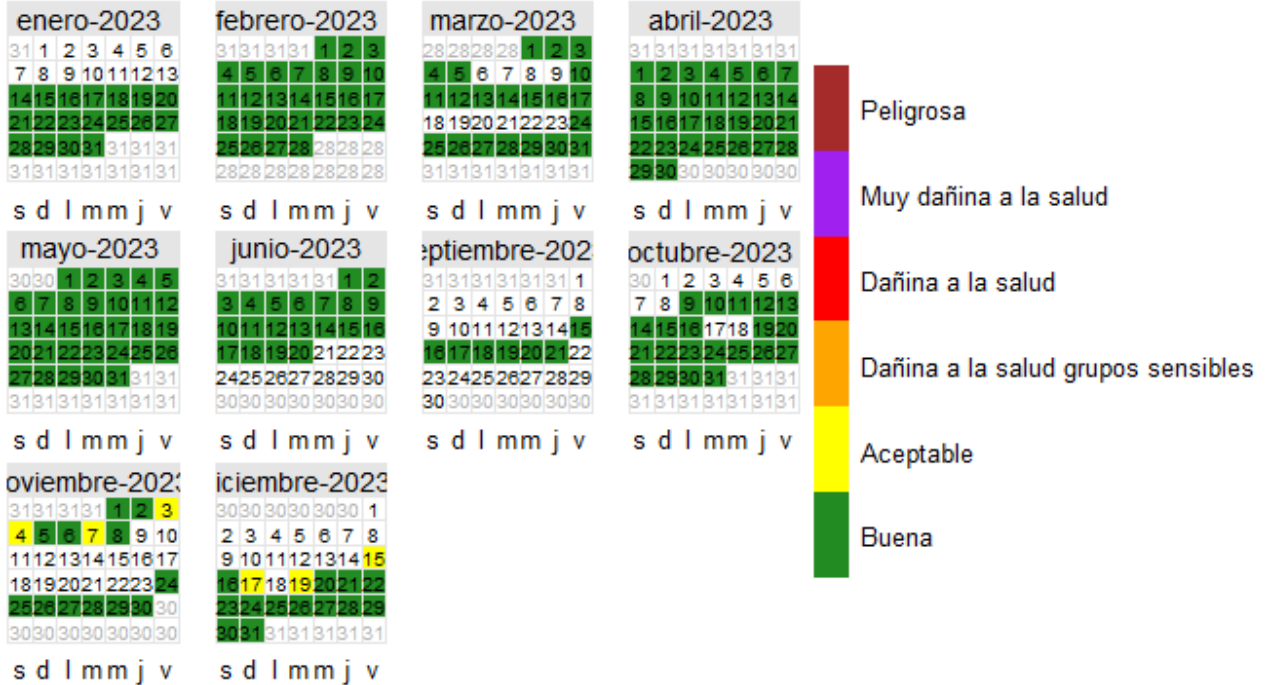 enero-2023
31 1 2 3 4 5 6
7 8 9 10 11 12 13
14 15 16 17 18 19 20
21 22 23 24 25 26 27
28 29 30 31 31 31 31
31 31 31 31 31 31 31
s d l m m j v
febrero-2023
31 31 31 31 1 2 3
4 5 6 7 8 9 10
11 12 13 14 15 16 17
18 19 20 21 22 23 24
25 26 27 28 28 28 28
28 28 28 28 28 28 28
s d l m m j v
marzo-2023
28 28 28 28 1 2 3
4 5 6 7 8 9 10
11 12 13 14 15 16 17
18 19 20 21 22 23 24
25 26 27 28 29 30 31
31 31 31 31 31 31 31
s d l m m j v
abril-2023
31 31 31 31 31 31 31
1 2 3 4 5 6 7
8 9 10 11 12 13 14
15 16 17 18 19 20 21
22 23 24 25 26 27 28
29 30 30 30 30 30 30
s d l m m j v
mayo-2023
30 30 1 2 3 4 5
6 7 8 9 10 11 12
13 14 15 16 17 18 19
20 21 22 23 24 25 26
27 28 29 30 31 31 31
31 31 31 31 31 31 31
s d l m m j v
junio-2023
31 31 31 31 31 1 2
3 4 5 6 7 8 9
10 11 12 13 14 15 16
17 18 19 20 21 22 23
24 25 26 27 28 29 30
30 30 30 30 30 30 30
s d l m m j v
eptiembre-202
31 31 31 31 31 31 1
2 3 4 5 6 7 8
9 10 11 12 13 14 15
16 17 18 19 20 21 22
23 24 25 26 27 28 29
30 30 30 30 30 30 30
s d l m m j v
octubre-2023
30 1 2 3 4 5 6
7 8 9 10 11 12 13
14 15 16 17 18 19 20
21 22 23 24 25 26 27
28 29 30 31 31 31 31
31 31 31 31 31 31 31
s d l m m j v
oviembre-2023
31 31 31 31 1 2 3
4 5 6 7 8 9 10
11 12 13 14 15 16 17
18 19 20 21 22 23 24
25 26 27 28 29 30 30
30 30 30 30 30 30 30
s d l m m j v
iciembre-2023
30 30 30 30 30 30 1
2 3 4 5 6 7 8
9 10 11 12 13 14 15
16 17 18 19 20 21 22
23 24 25 26 27 28 29
30 31 31 31 31 31 31
s d l m m j v
Peligrosa
Muy dañina a la salud
Dañina a la salud
Dañina a la salud grupos sensibles
Aceptable
Buena